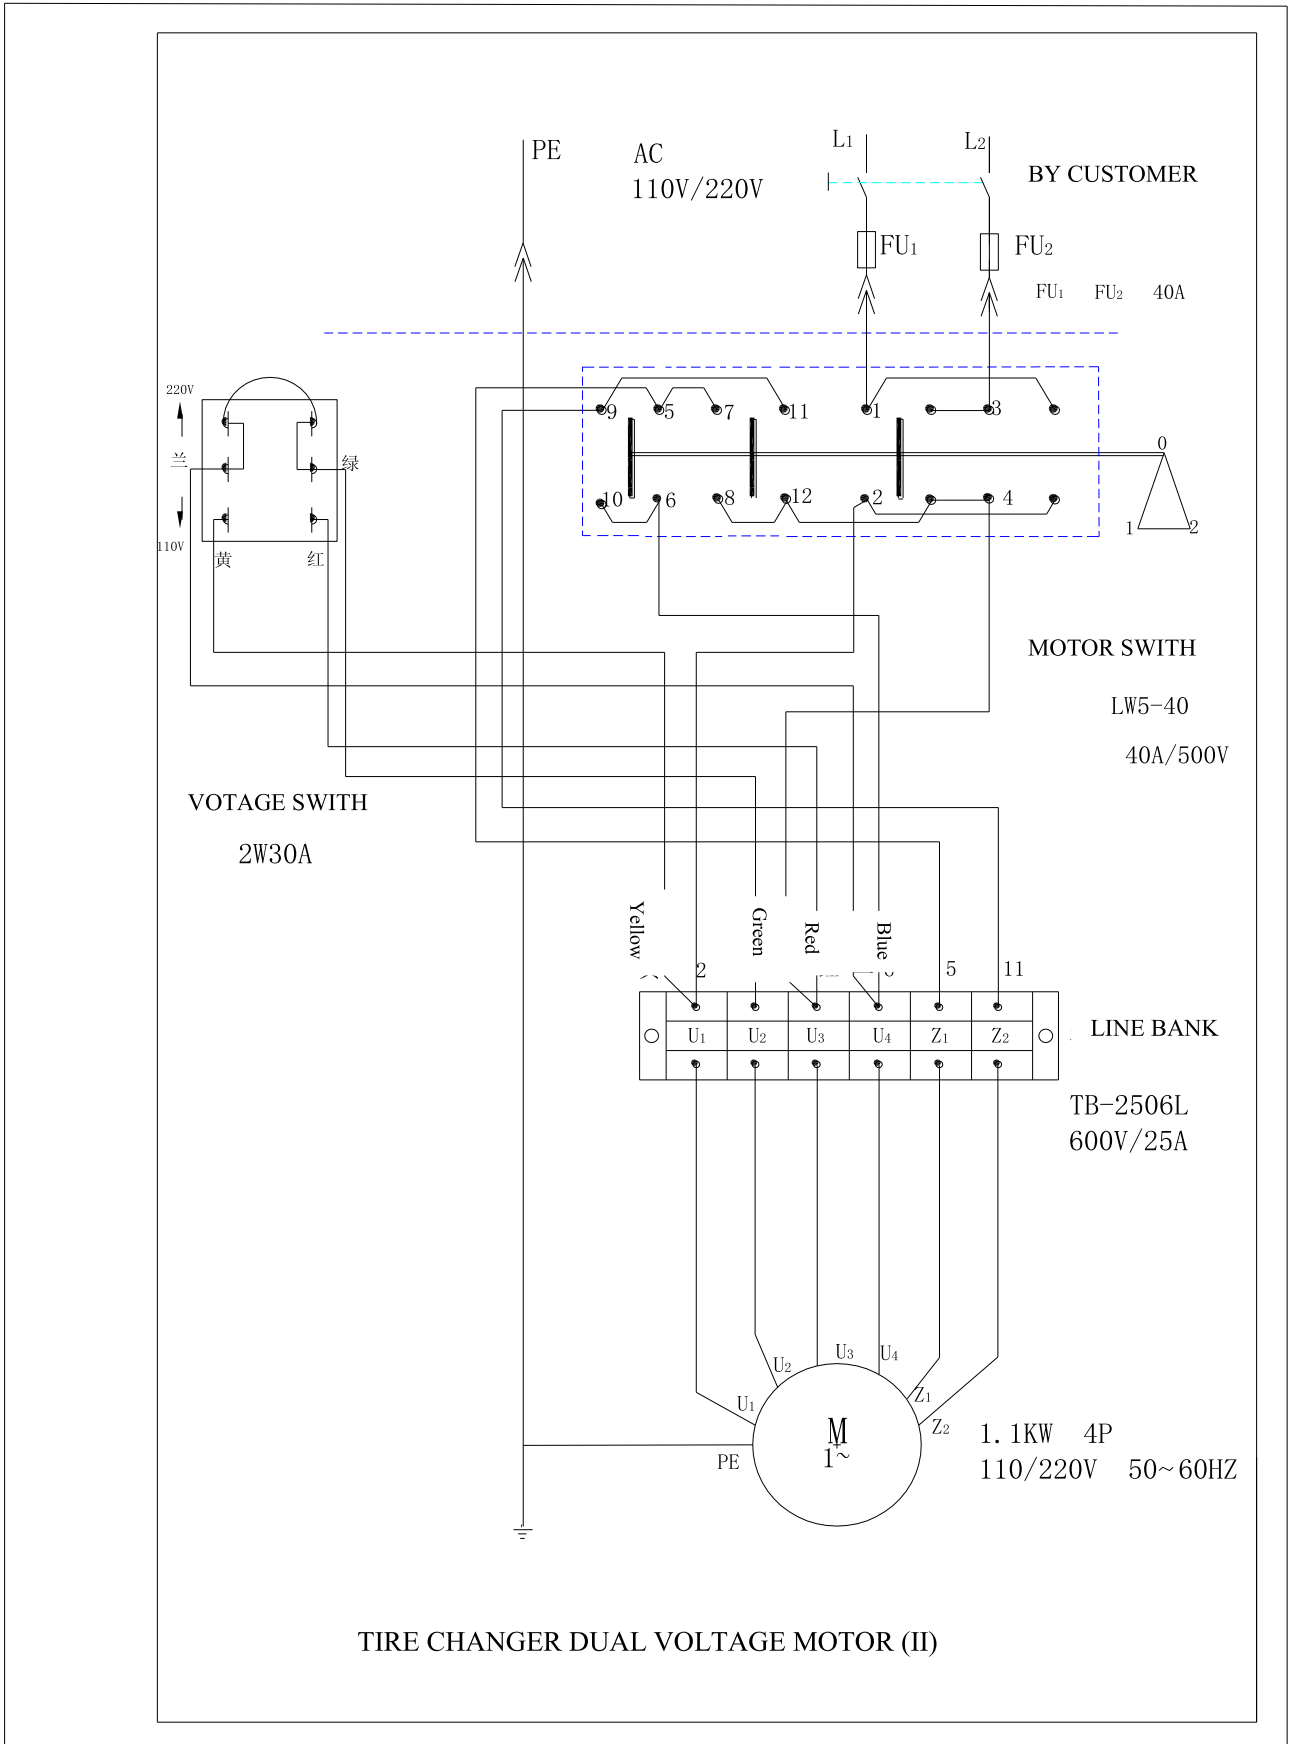 PE
AC
110V/220V
L1
L2
BY CUSTOMER
FU1
FU2
FU1 FU2 40A
220V
兰
绿
110V
黄
红
9 5 7 11 1 3
10 6 8 12 2 4
0
1 2
MOTOR SWITH
LW5-40
40A/500V
VOTAGE SWITH
2W30A
Yellow
Green
Red
Blue
2
5
11
U1 U2 U3 U4 Z1 Z2
LINE BANK
TB-2506L
600V/25A
U1
U2
U3
U4
Z1
Z2
M
1~
PE
1.1KW 4P
110/220V 50~60HZ
TIRE CHANGER DUAL VOLTAGE MOTOR (II)